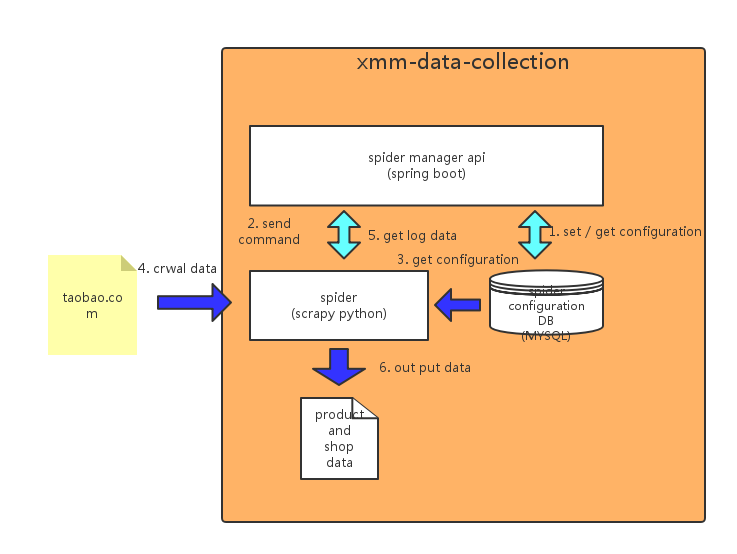 xmm-data-collection
spider manager api
(spring boot)
2. send
command
5. get log data
1. set / get configuration
3. get configuration
4. crwal data
taobao.co
m
spider
(scrapy python)
spider
configuration
DB
(MYSQL)
6. out put data
product
and
shop
data